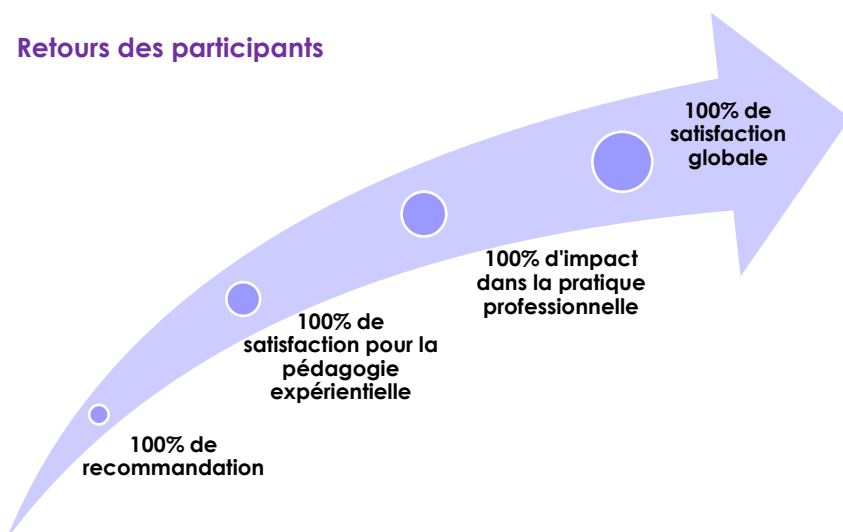 Retours des participants
100% de
satisfaction
globale
100% d'impact
dans la pratique
professionnelle
100% de
satisfaction pour la
pédagogie
expérientielle
100% de
recommandation